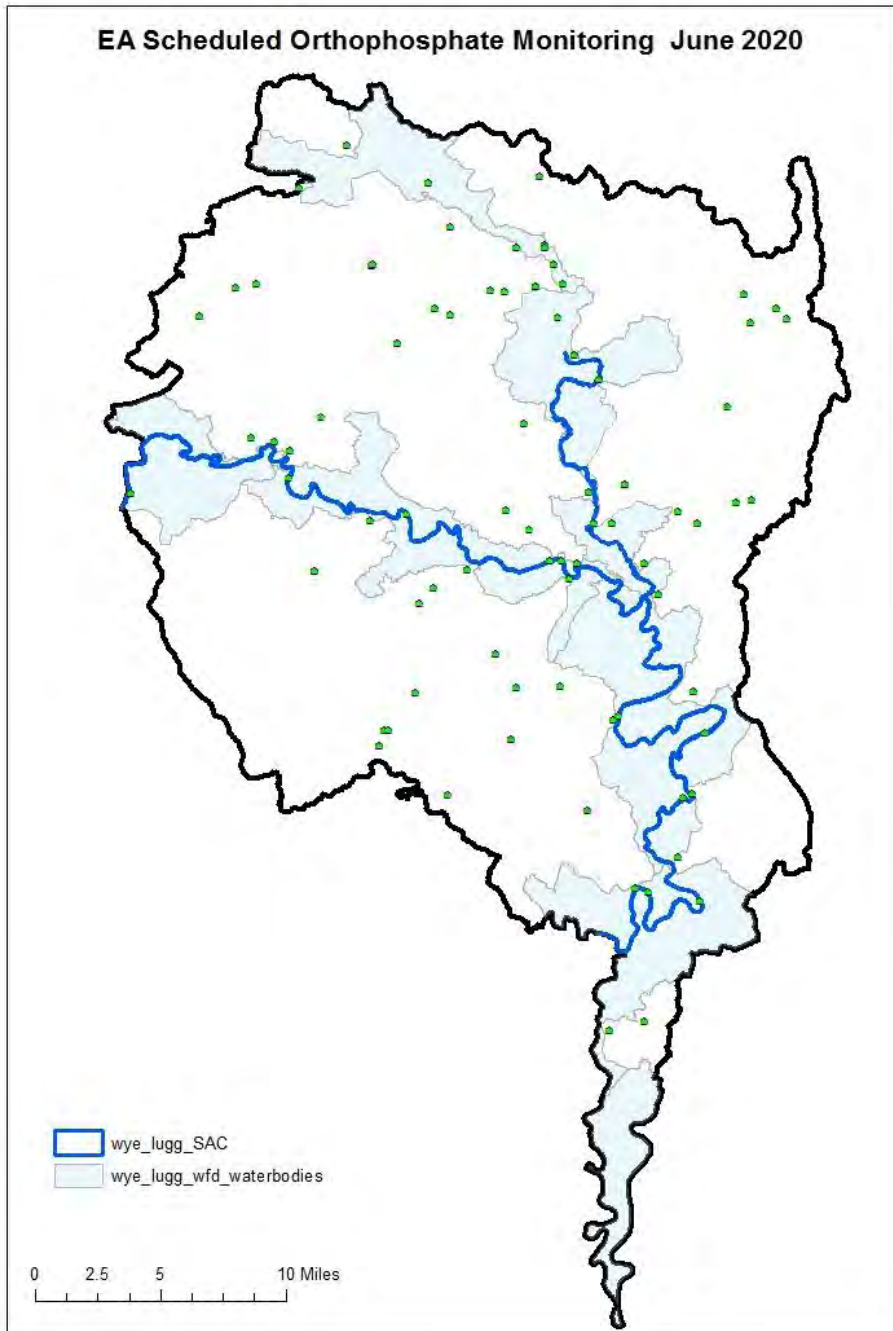 EA Scheduled Orthophosphate Monitoring June 2020
wye_lugg_SAC
wye_lugg_wfd_waterbodies
0 2.5 5 10 Miles